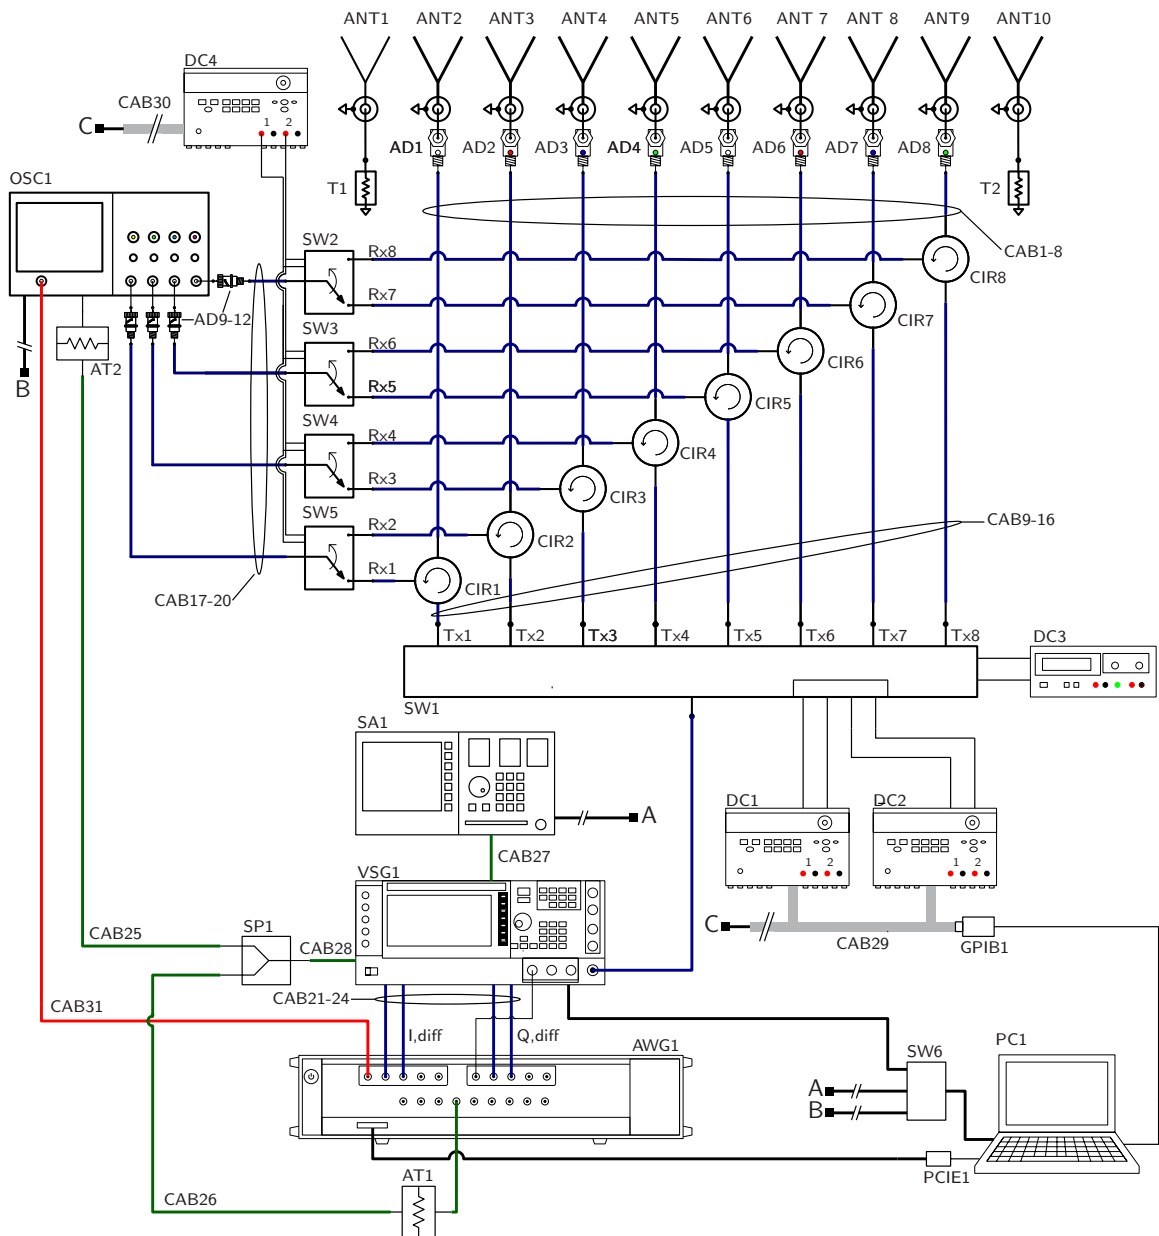 ANT1 ANT2 ANT3 ANT4 ANT5 ANT6 ANT 7 ANT 8 ANT9 ANT10
DC4
CAB30
C
1 2
AD1 AD2 AD3 AD4 AD5 AD6 AD7 AD8
OSC1
T1 T2
SW2
Rx8
CAB1-8
CIR8
Rx7
AD9-12
CIR7
SW3
Rx6
AT2
CIR6
B
Rx5
CIR5
SW4
Rx4
CIR4
Rx3
CIR3
SW5
Rx2
CIR2
CAB9-16
Rx1
CIR1
CAB17-20
Tx1 Tx2 Tx3 Tx4 Tx5 Tx6 Tx7 Tx8
DC3
SW1
SA1
A
DC1 DC2
CAB27
1 2
1 2
VSG1
C
CAB29
GPIB1
CAB25
SP1
CAB28
CAB21-24
CAB31
I,diff Q,diff
AWG1
SW6
PC1
A
B
PCIE1
AT1
CAB26